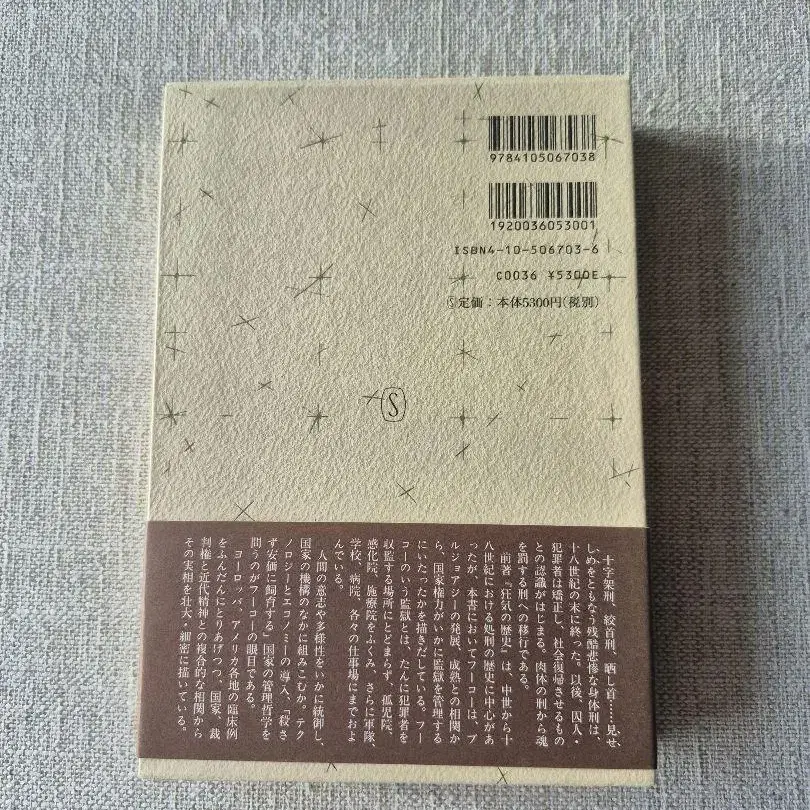 9784105067038
1920036053001
ISBN4-10-506703-6
C0036 ¥5300E
Ⓢ定価：本体5300円(税別)
S
十字架刑、絞首刑、晒し首……見せ
しめをともなう残酷悲惨な身体刑は、
十八世紀の末に終った。以後、囚人・
犯罪者は矯正し、社会復帰させるもの
との認識がはじまる。肉体の刑から魂
を罰する刑への移行である。
前著『狂気の歴史』は、中世から十
八世紀における処刑の歴史に中心があ
ったが、本書においてフーコーは、ブ
ルジョアジーの発展、成熟との相関か
ら、国家権力がいかに監獄を管理する
にいたったかを描きだしている。フー
コーのいう監獄とは、たんに犯罪者を
収監する場所にとどまらず、孤児院、
感化院、施療院をふくみ、さらに軍隊、
学校、病院、各々の仕事場にまでおよ
んでいる。
人間の意志や多様性をいかに統御し、
国家の機構のなかに組みこむか。テク
ノロジーとエコノミーの導入、「殺さ
ず安価に飼育する」国家の管理哲学を
問うのがフーコーの眼目である。
ヨーロッパ、アメリカ各地の臨床例
をふんだんにとりあげつつ、国家、裁
判権と近代精神との複合的な相関から
その実相を壮大・細密に描いている。